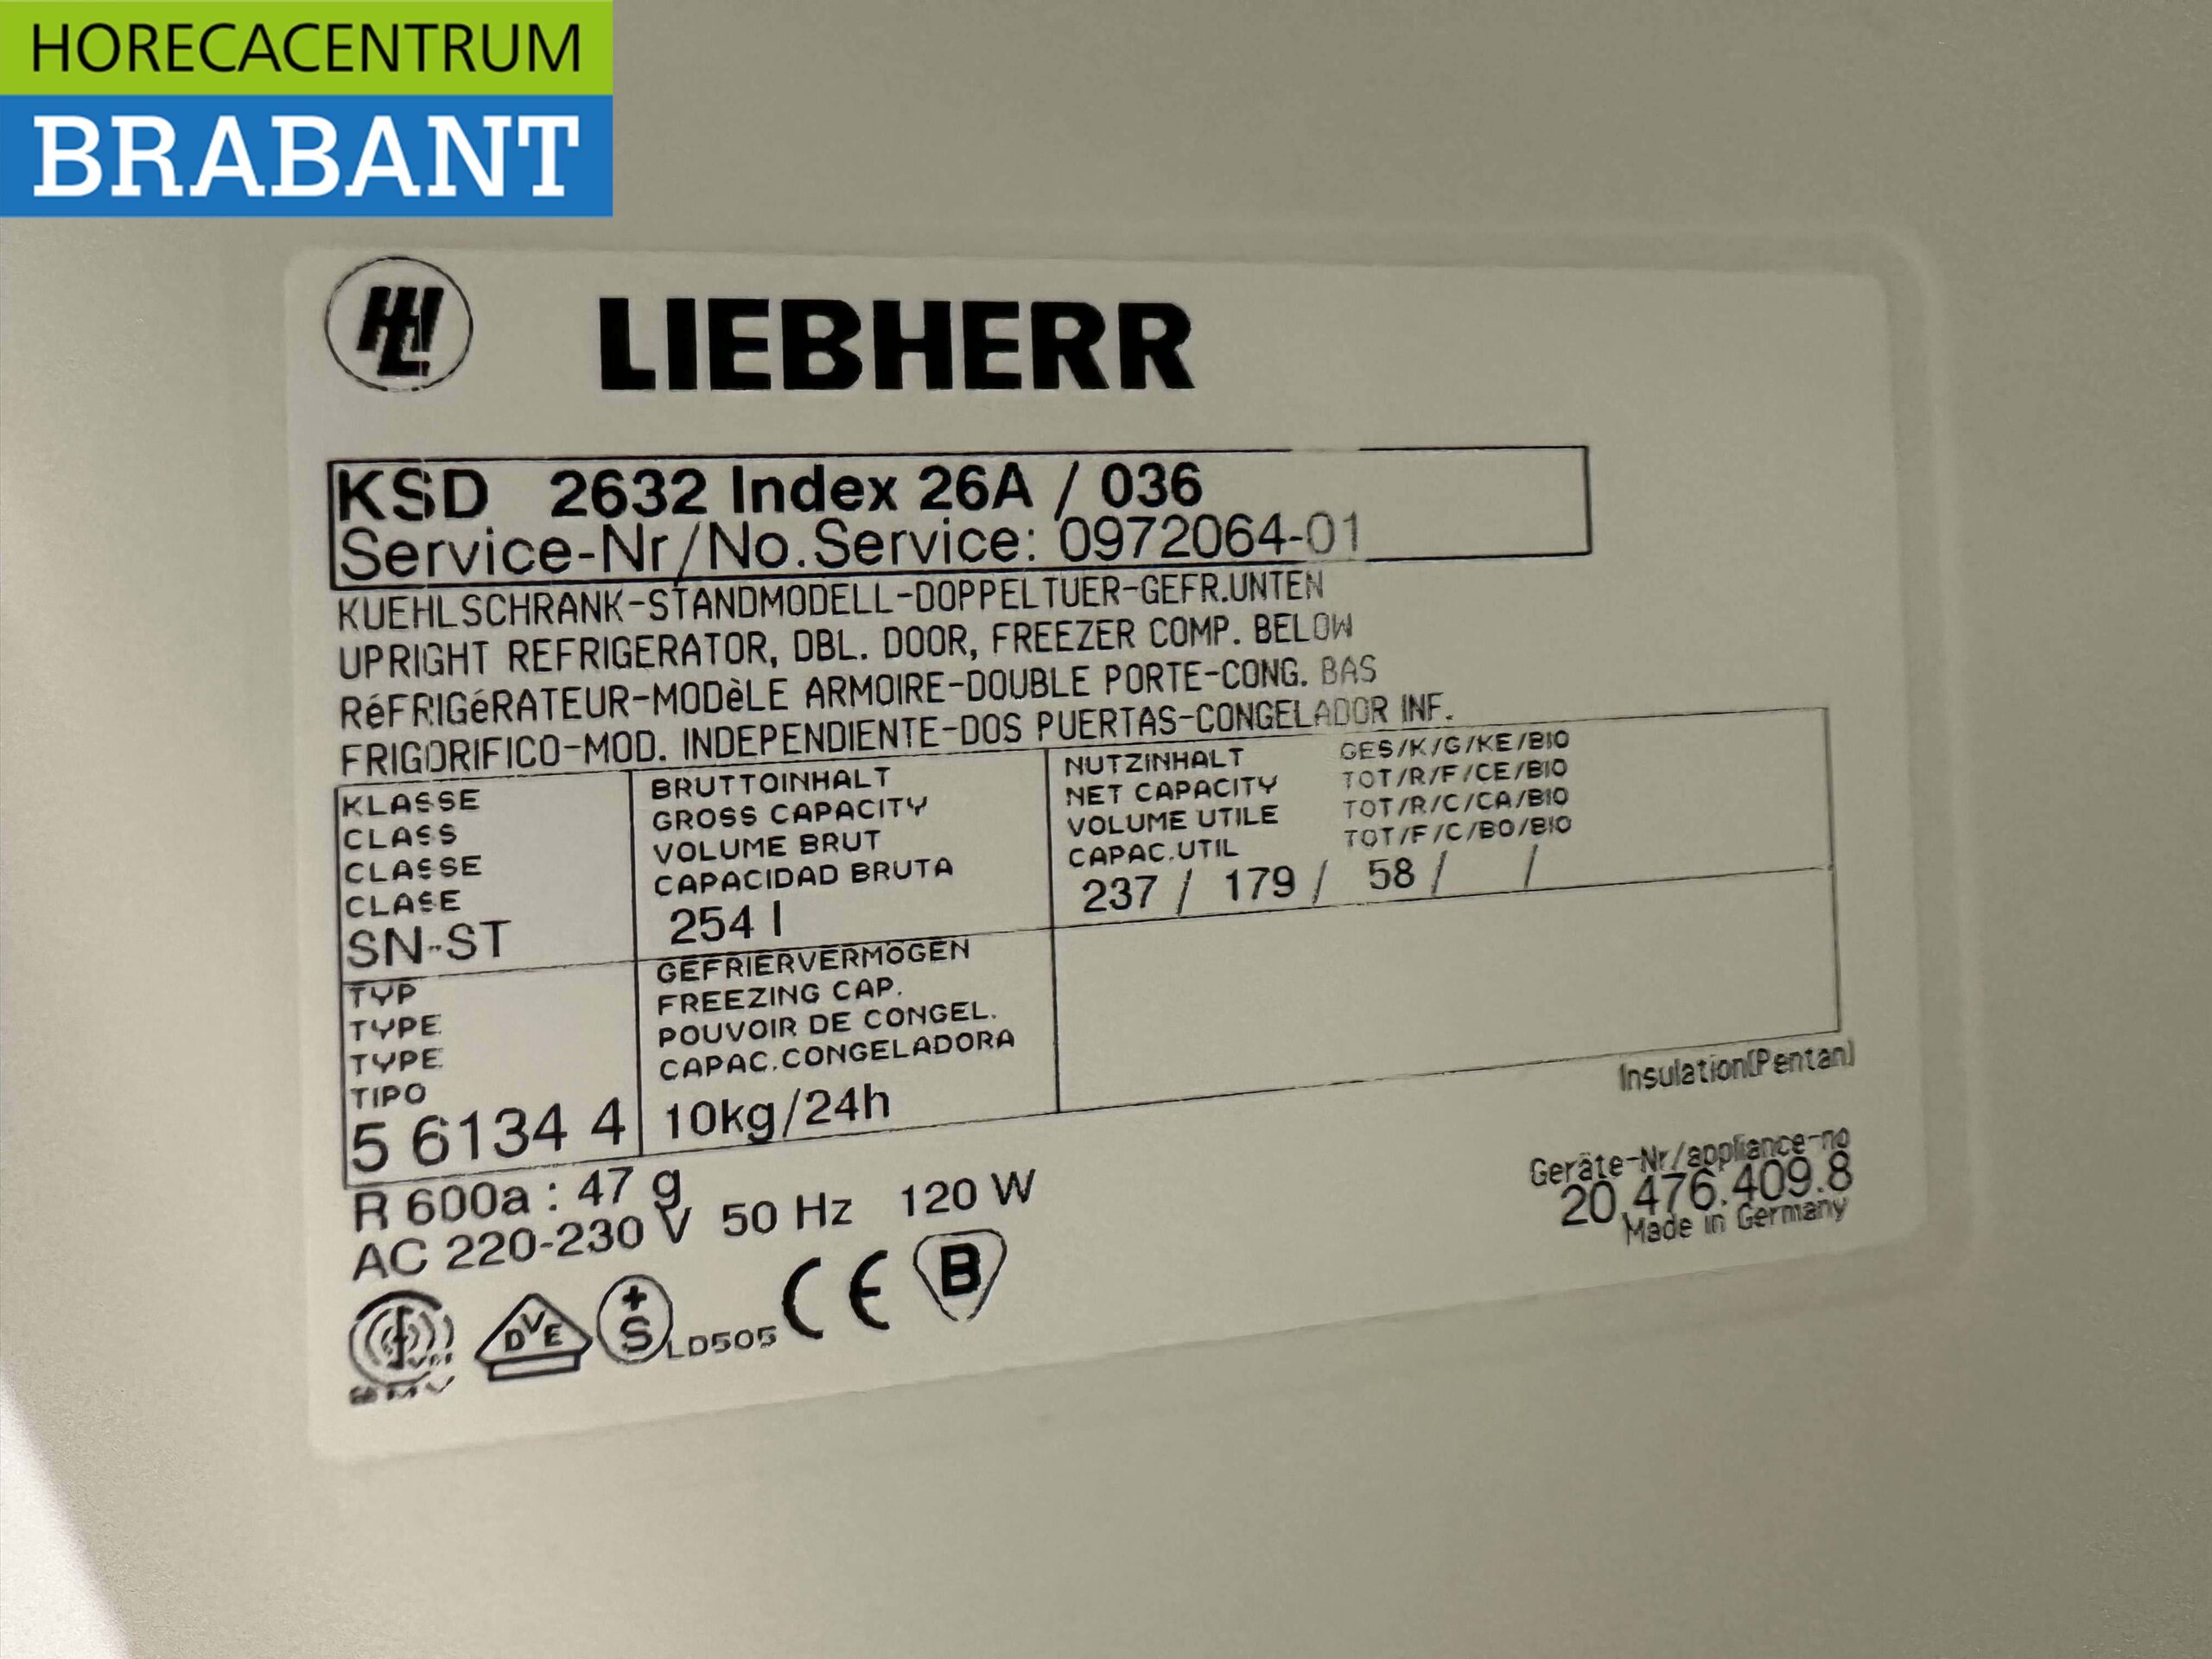 HORECACENTRUM
BRABANT
LIEBHERR
KSD 2632 Index 26A / 036
Service-Nr/No.Service: 0972064-01
KUEHLSCHRANK-STANDMODELL-DOPPELTUER-GEFR.UNTEN
UPRIGHT REFRIGERATOR, DBL. DOOR, FREEZER COMP. BELOW
RéFRIGéRATEUR-MODèLE ARMOIRE-DOUBLE PORTE-CONG. BAS
FRIGORIFICO-MOD. INDEPENDIENTE-DOS PUERTAS-CONGELADOR INF.
KLASSE
CLASS
CLASSE
CLASE
SN-ST
BRUTTOINHALT
GROSS CAPACITY
VOLUME BRUT
CAPACIDAD BRUTA
254 l
NUTZINHALT GES/K/G/KE/BIO
NET CAPACITY TOT/R/F/CE/BIO
VOLUME UTILE TOT/R/C/CA/BIO
CAPAC.UTIL TOT/F/C/BO/BIO
237 / 179 / 58 / /
TYP
TYPE
TYPE
TIPO
5 6134 4
GEFRIERVERMÖGEN
FREEZING CAP.
POUVOIR DE CONGEL.
CAPAC.CONGELADORA
10kg/24h
Insulation(Pentan)
R 600a : 47 g
AC 220-230 V 50 Hz 120 W
Geräte-Nr/appliance-no
20.476.409.8
Made in Germany
DVE
+S
LD505
CE
B